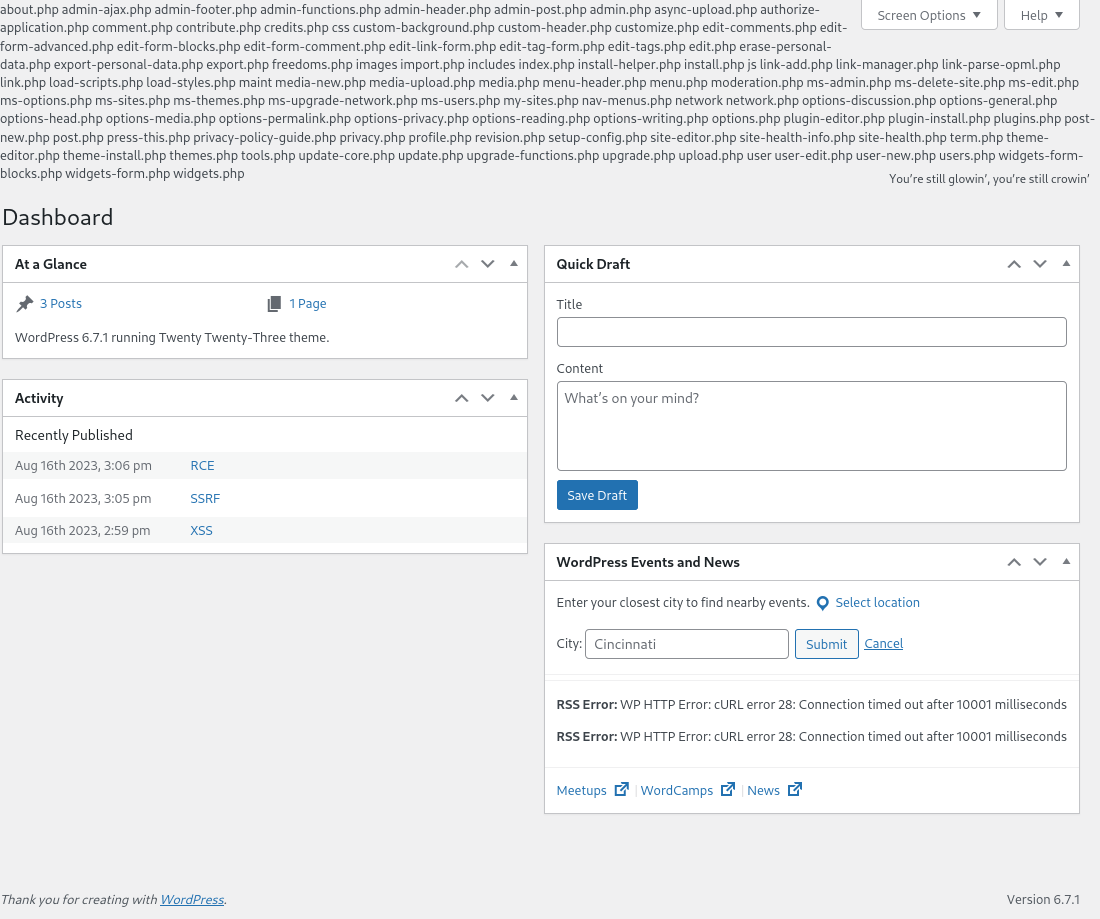 about.php admin-ajax.php admin-footer.php admin-functions.php admin-header.php admin-post.php admin.php async-upload.php authorize-
application.php comment.php contribute.php credits.php css custom-background.php custom-header.php customize.php edit-comments.php edit-
form-advanced.php edit-form-blocks.php edit-form-comment.php edit-link-form.php edit-tag-form.php edit-tags.php edit.php erase-personal-
data.php export-personal-data.php export.php freedoms.php images import.php includes index.php install-helper.php install.php js link-add.php link-manager.php link-parse-opml.php
link.php load-scripts.php load-styles.php maint media-new.php media-upload.php media.php menu-header.php menu.php moderation.php ms-admin.php ms-delete-site.php ms-edit.php
ms-options.php ms-sites.php ms-themes.php ms-upgrade-network.php ms-users.php my-sites.php nav-menus.php network network.php options-discussion.php options-general.php
options-head.php options-media.php options-permalink.php options-privacy.php options-reading.php options-writing.php options.php plugin-editor.php plugin-install.php plugins.php post-
new.php post.php press-this.php privacy-policy-guide.php privacy.php profile.php revision.php setup-config.php site-editor.php site-health-info.php site-health.php term.php theme-
editor.php theme-install.php themes.php tools.php update-core.php update.php upgrade-functions.php upgrade.php upload.php user user-edit.php user-new.php users.php widgets-form-
blocks.php widgets-form.php widgets.php
Screen Options
Help
You’re still glowin’, you’re still crowin’
Dashboard
At a Glance
3 Posts
1 Page
WordPress 6.7.1 running Twenty Twenty-Three theme.
Activity
Recently Published
Aug 16th 2023, 3:06 pm RCE
Aug 16th 2023, 3:05 pm SSRF
Aug 16th 2023, 2:59 pm XSS
Quick Draft
Title
Content
What’s on your mind?
Save Draft
WordPress Events and News
Enter your closest city to find nearby events. Select location
City: Cincinnati Submit Cancel
RSS Error: WP HTTP Error: cURL error 28: Connection timed out after 10001 milliseconds
RSS Error: WP HTTP Error: cURL error 28: Connection timed out after 10001 milliseconds
Meetups | WordCamps | News
Thank you for creating with WordPress.
Version 6.7.1